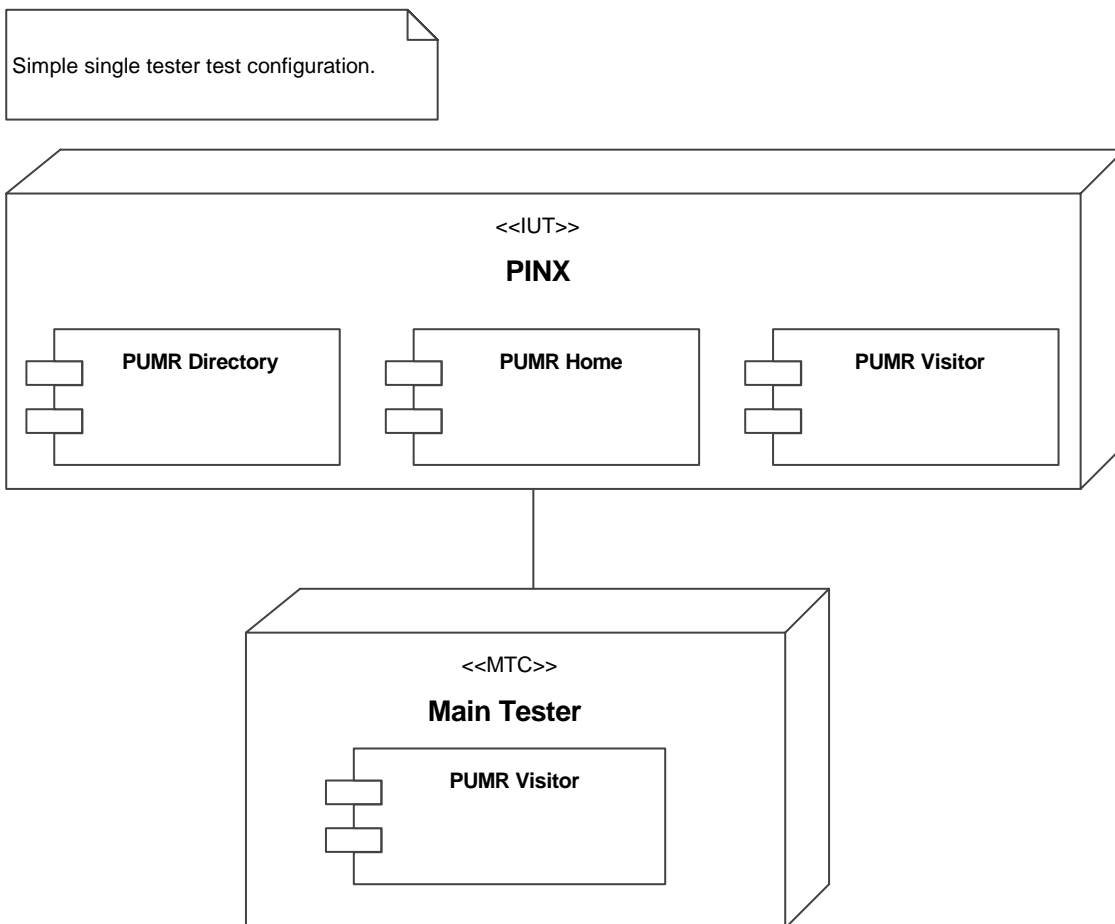 Simple single tester test configuration.
<<IUT>>
PINX
PUMR Directory
PUMR Home
PUMR Visitor
<<MTC>>
Main Tester
PUMR Visitor